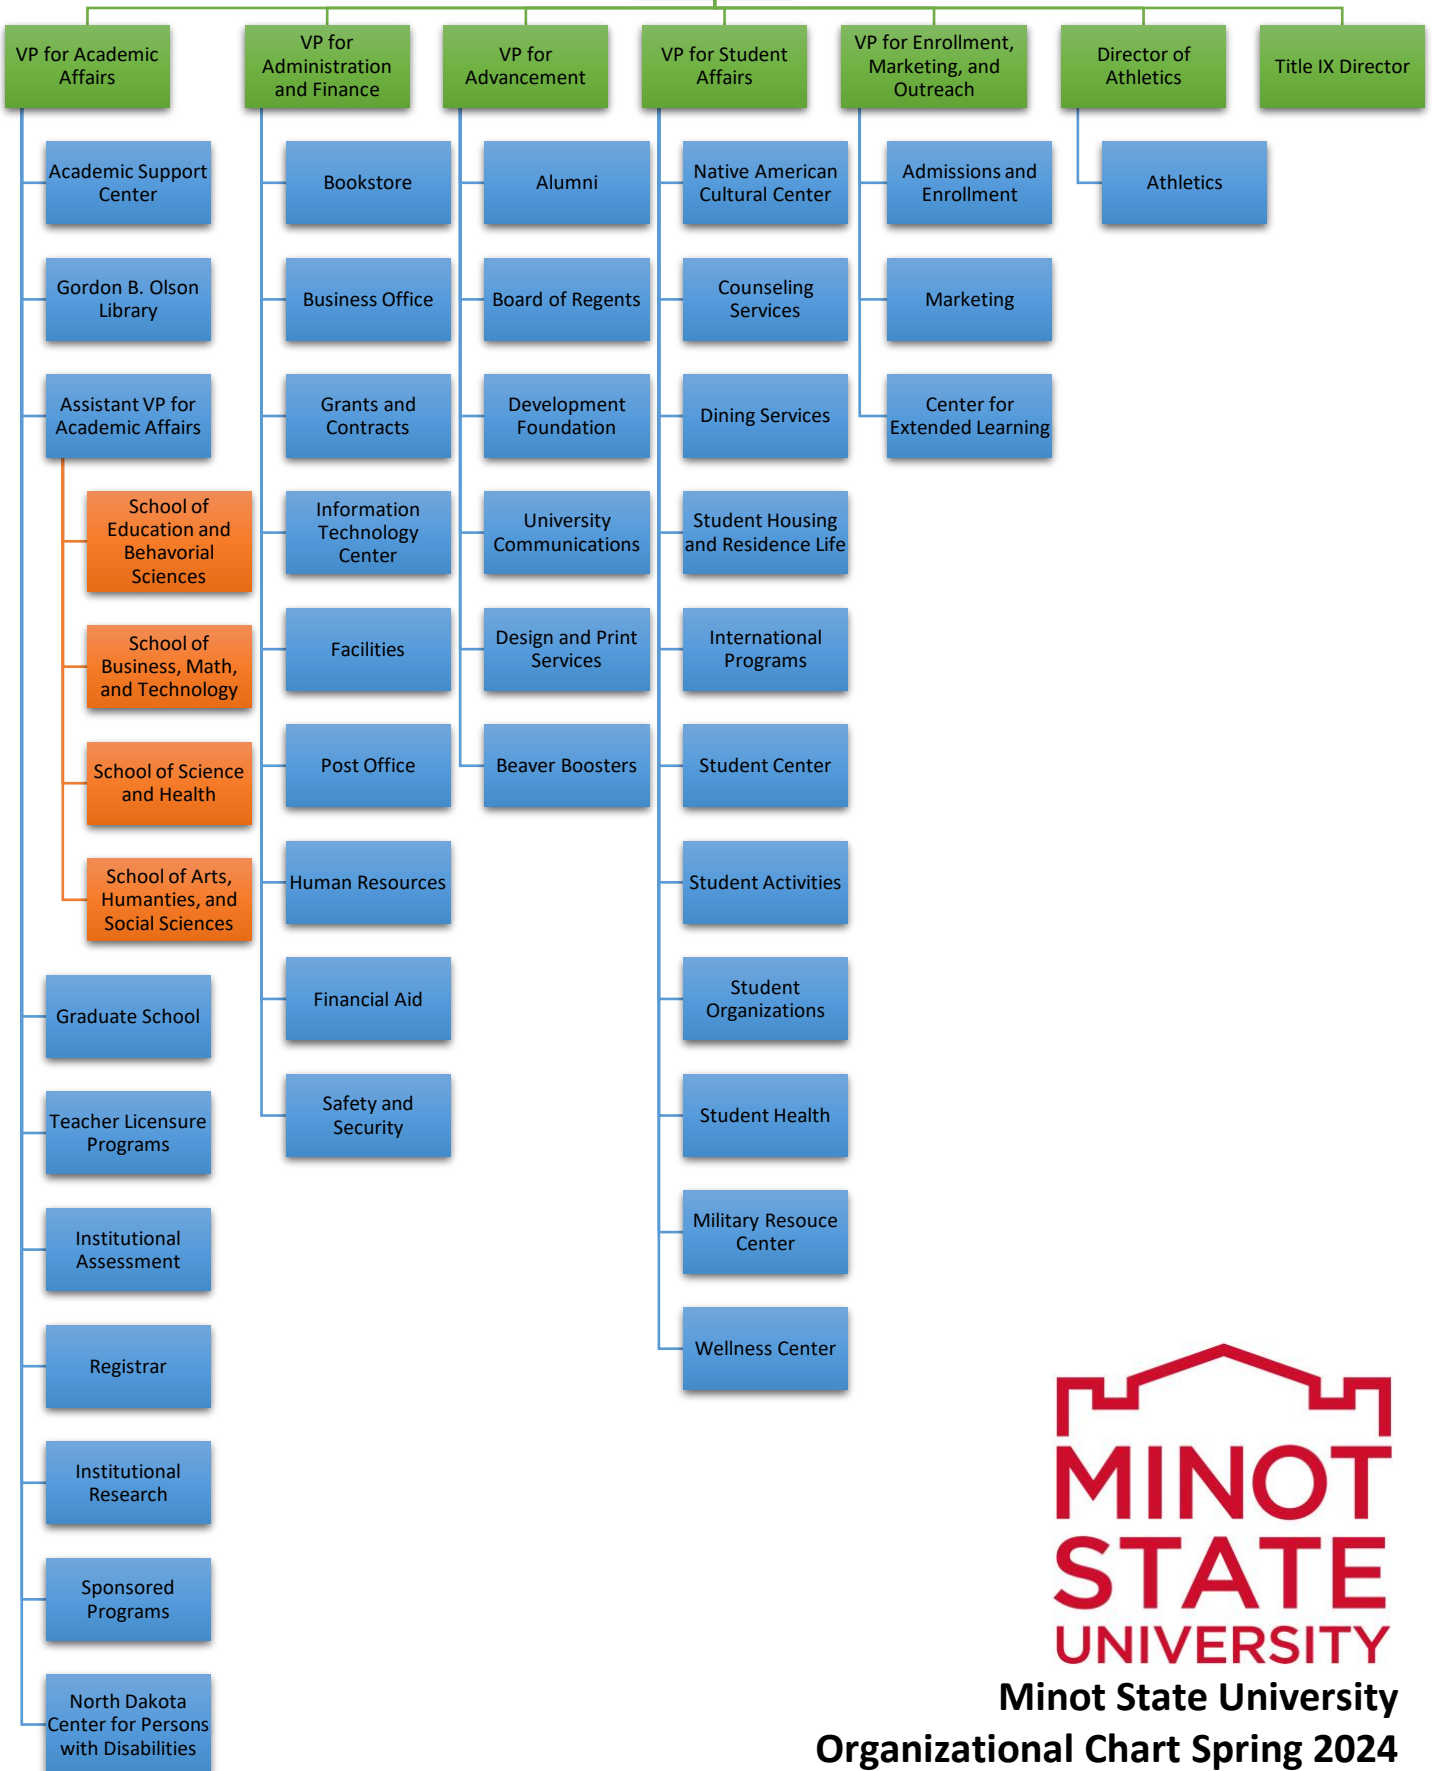 VP for Academic
Affairs
VP for
Administration
and Finance
VP for
Advancement
VP for Student
Affairs
VP for Enrollment,
Marketing, and
Outreach
Director of
Athletics
Title IX Director
Academic Support
Center
Gordon B. Olson
Library
Assistant VP for
Academic Affairs
School of
Education and
Behavorial
Sciences
School of
Business, Math,
and Technology
School of Science
and Health
School of Arts,
Humanties, and
Social Sciences
Graduate School
Teacher Licensure
Programs
Institutional
Assessment
Registrar
Institutional
Research
Sponsored
Programs
North Dakota
Center for Persons
with Disabilities
Bookstore
Business Office
Grants and
Contracts
Information
Technology
Center
Facilities
Post Office
Human Resources
Financial Aid
Safety and
Security
Alumni
Board of Regents
Development
Foundation
University
Communications
Design and Print
Services
Beaver Boosters
Native American
Cultural Center
Counseling
Services
Dining Services
Student Housing
and Residence Life
International
Programs
Student Center
Student Activities
Student
Organizations
Student Health
Military Resouce
Center
Wellness Center
Admissions and
Enrollment
Marketing
Center for
Extended Learning
Athletics
MINOT
STATE
UNIVERSITY
Minot State University
Organizational Chart Spring 2024